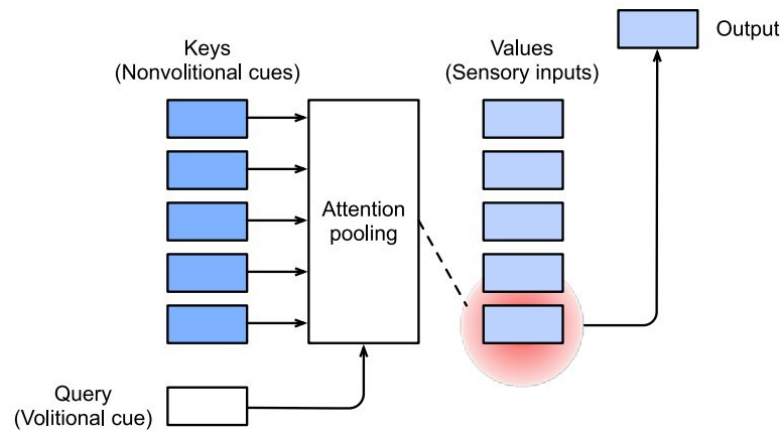 Keys
(Nonvolitional cues)
Values
(Sensory inputs)
Output
Attention
pooling
Query
(Volitional cue)